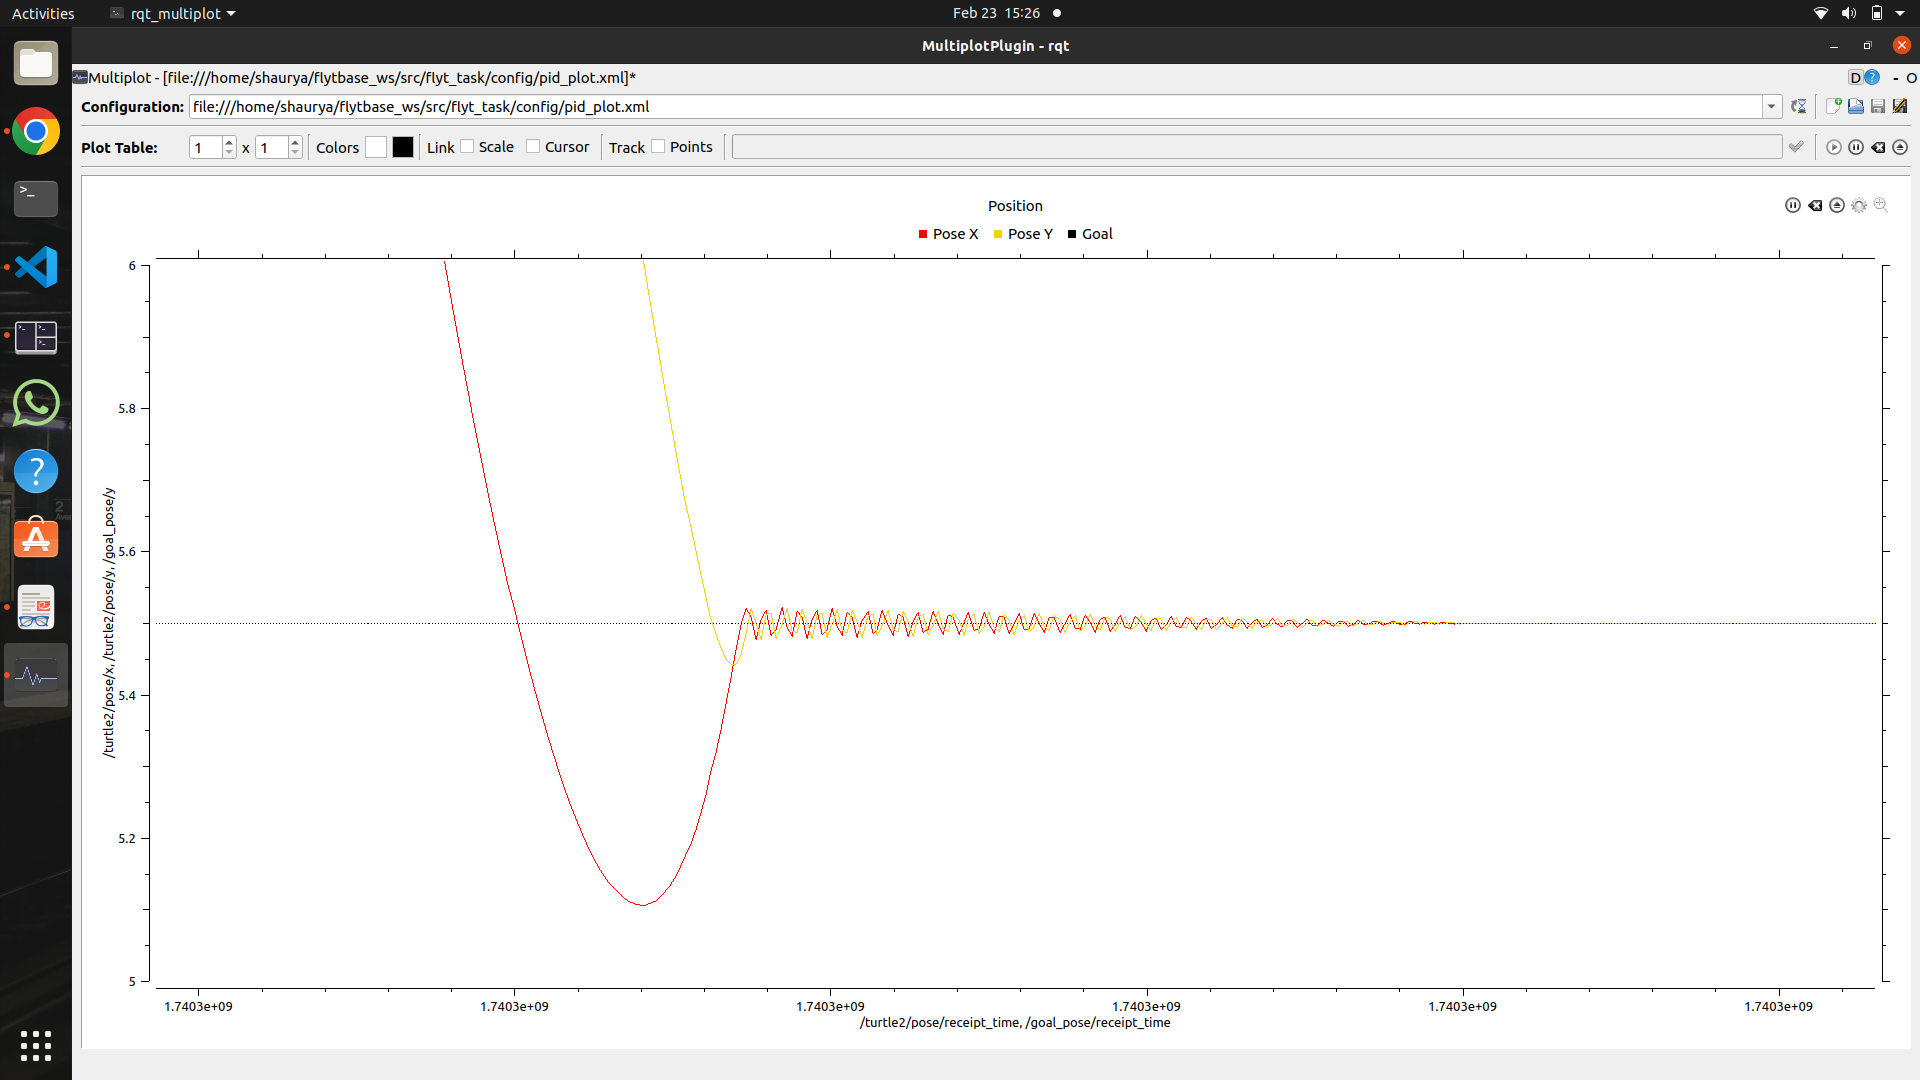 Activities rqt_multiplot Feb 23 15:26
MultiplotPlugin - rqt
Multiplot - [file:///home/shaurya/flytbase_ws/src/flyt_task/config/pid_plot.xml]* D ? - O
Configuration: file:///home/shaurya/flytbase_ws/src/flyt_task/config/pid_plot.xml
Plot Table: 1 x 1 Colors Link Scale Cursor Track Points
Position
Pose X Pose Y Goal
6
5.8
5.6
5.4
5.2
5
/turtle2/pose/x, /turtle2/pose/y, /goal_pose/y
1.7403e+09 1.7403e+09 1.7403e+09 1.7403e+09 1.7403e+09 1.7403e+09
/turtle2/pose/receipt_time, /goal_pose/receipt_time